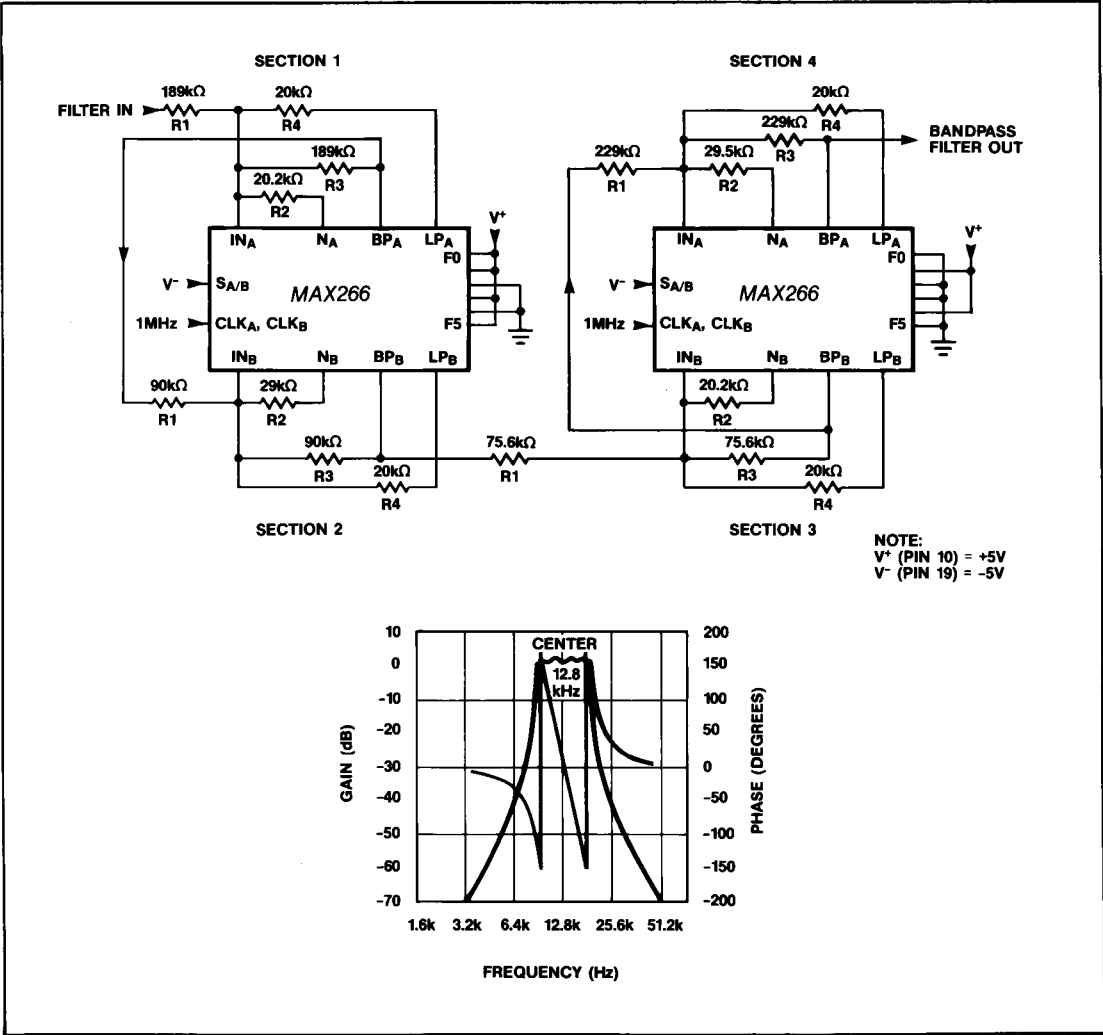 SECTION 1
189kΩ
20kΩ
FILTER IN
R1
R4
189kΩ
R3
20.2kΩ
R2
V+
INA NA BPA LPA
F0
V- SA/B
MAX266
1MHz CLKA, CLKB
F5
INB NB BPB LPB
90kΩ
R1
29kΩ
R2
90kΩ
R3
20kΩ
R4
75.6kΩ
R1
SECTION 2
SECTION 4
20kΩ
R4
229kΩ
R3
BANDPASS
FILTER OUT
229kΩ
R1
29.5kΩ
R2
V+
INA NA BPA LPA
F0
V- SA/B
MAX266
1MHz CLKA, CLKB
F5
INB NB BPB LPB
20.2kΩ
R2
75.6kΩ
R3
20kΩ
R4
SECTION 3
NOTE:
V+ (PIN 10) = +5V
V- (PIN 19) = -5V
10
0
-10
-20
-30
-40
-50
-60
-70
GAIN (dB)
CENTER
12.8
kHz
200
150
100
50
0
-50
-100
-150
-200
PHASE (DEGREES)
1.6k 3.2k 6.4k 12.8k 25.6k 51.2k
FREQUENCY (Hz)